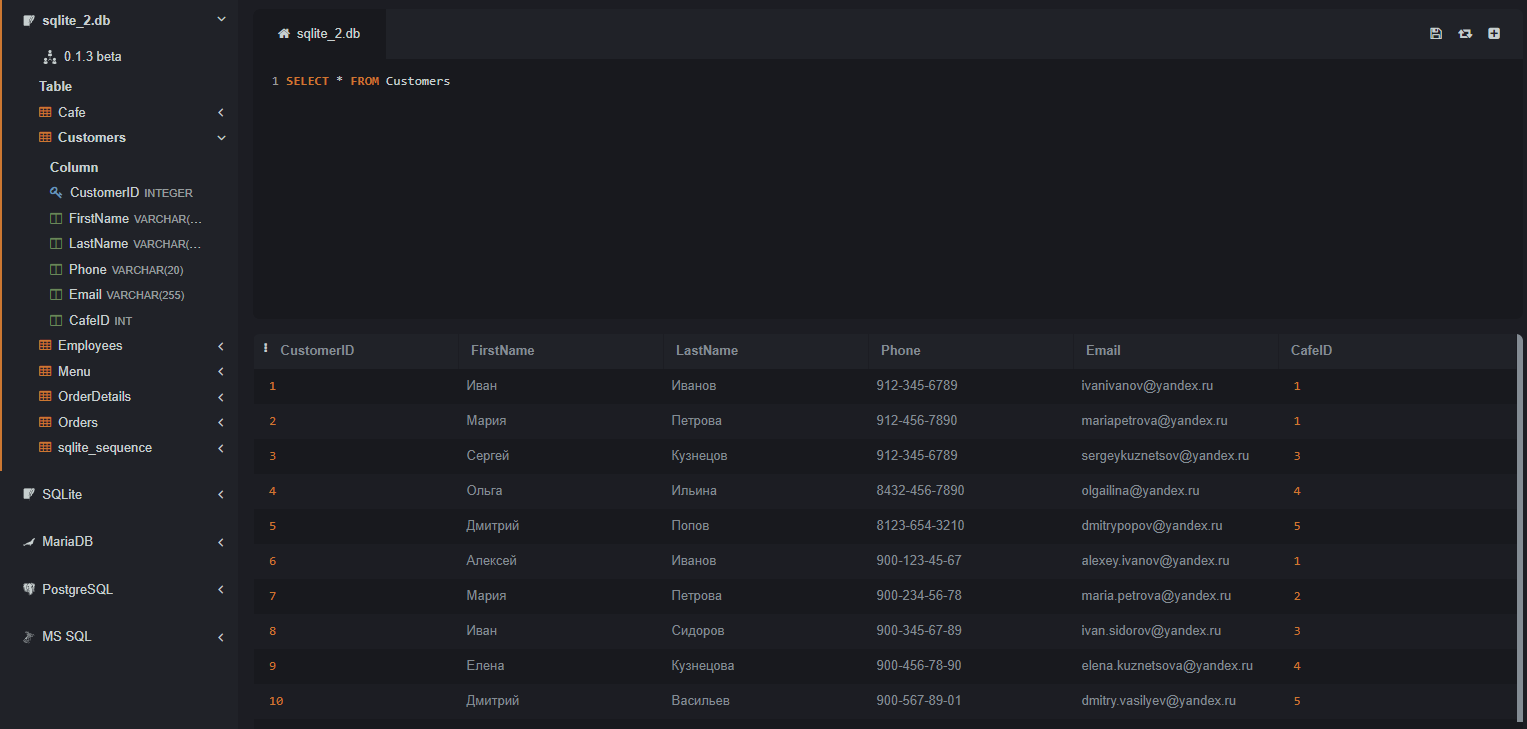 sqlite_2.db
0.1.3 beta
Table
Cafe
Customers
Column
CustomerID INTEGER
FirstName VARCHAR(...
LastName VARCHAR(...
Phone VARCHAR(20)
Email VARCHAR(255)
CafeID INT
Employees
Menu
OrderDetails
Orders
sqlite_sequence
SQLite
MariaDB
PostgreSQL
MS SQL
sqlite_2.db
1 SELECT * FROM Customers
CustomerID FirstName LastName Phone Email CafeID
1 Иван Иванов 912-345-6789 ivanivanov@yandex.ru 1
2 Мария Петрова 912-456-7890 mariapetrova@yandex.ru 1
3 Сергей Кузнецов 912-345-6789 sergeykuznetsov@yandex.ru 3
4 Ольга Ильина 8432-456-7890 olgailina@yandex.ru 4
5 Дмитрий Попов 8123-654-3210 dmitrypopov@yandex.ru 5
6 Алексей Иванов 900-123-45-67 alexey.ivanov@yandex.ru 1
7 Мария Петрова 900-234-56-78 maria.petrova@yandex.ru 2
8 Иван Сидоров 900-345-67-89 ivan.sidorov@yandex.ru 3
9 Елена Кузнецова 900-456-78-90 elena.kuznetsova@yandex.ru 4
10 Дмитрий Васильев 900-567-89-01 dmitry.vasilyev@yandex.ru 5